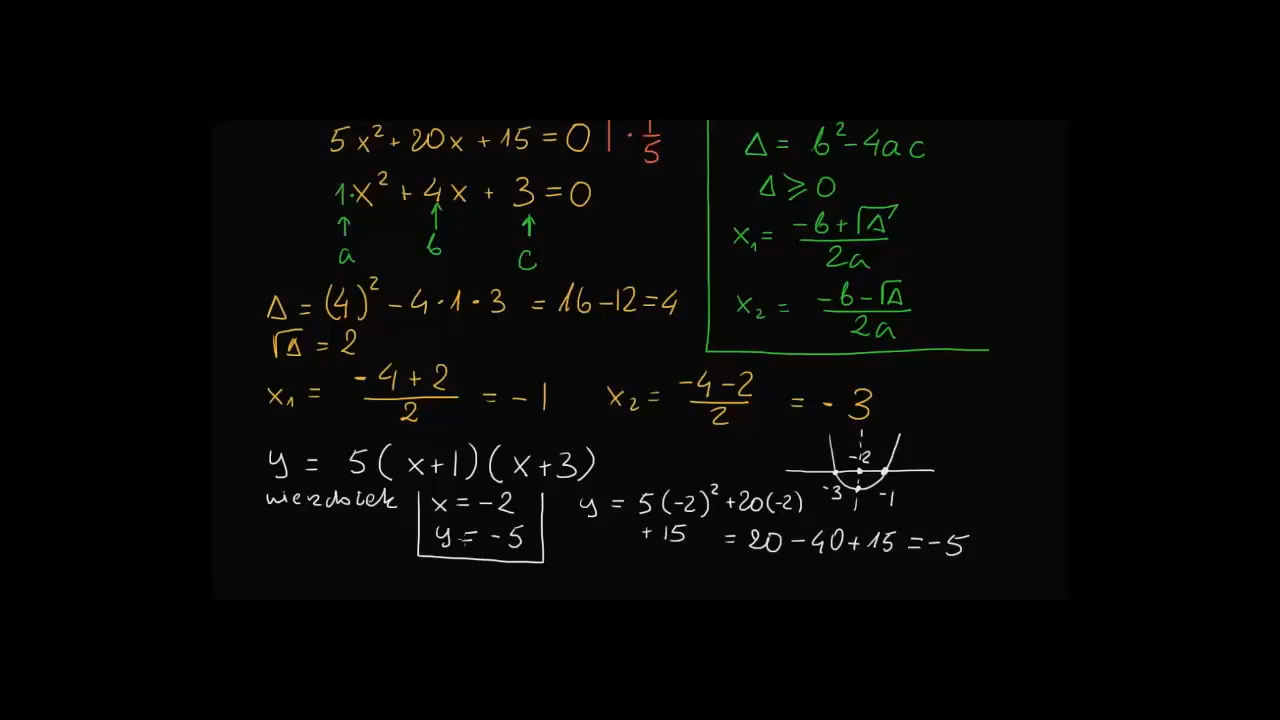 5x² + 20x + 15 = 0 | · 1/5
1·x² + 4x + 3 = 0
↑ ↑ ↑
a b c
Δ = (4)² - 4·1·3 = 16 - 12 = 4
√Δ = 2
x₁ = (-4 + 2)/2 = -1 x₂ = (-4 - 2)/2 = -3
Δ = b² - 4ac
Δ ⩾ 0
x₁ = (-b + √Δ)/2a
x₂ = (-b - √Δ)/2a
y = 5(x+1)(x+3)
-2
-3 -1
x = -2
y = -5
y = 5(-2)² + 20(-2)
+ 15 = 20 - 40 + 15 = -5